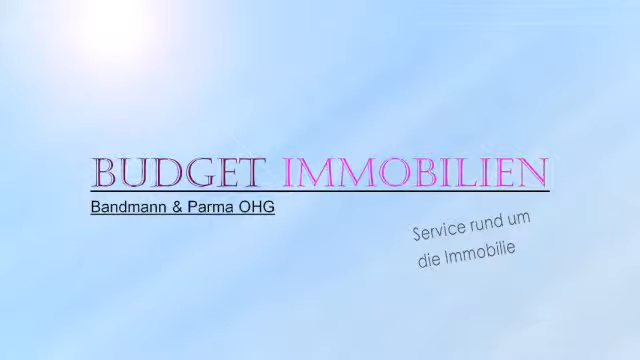 BUDGET IMMOBILIEN
Bandmann & Parma OHG
Service rund um
die Immobilie